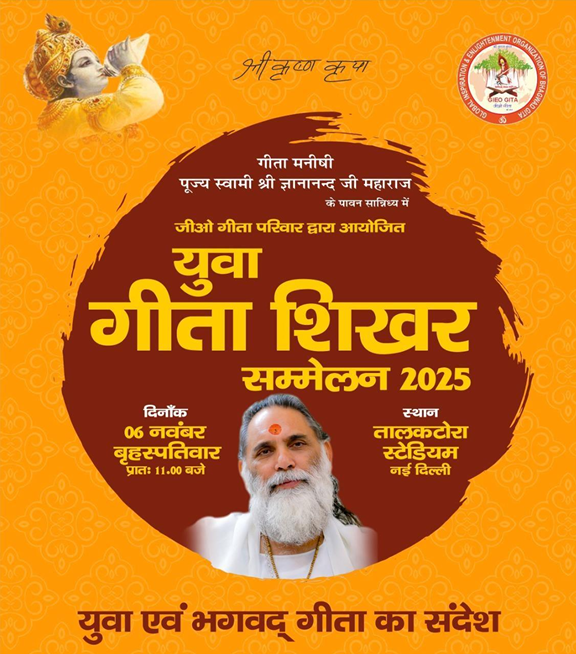 श्री कृष्ण कृपा
GLOBAL INSPIRATION & ENLIGHTENMENT ORGANIZATION OF BHAGWAD GITA
GIEO GITA
गीता मनीषी
पूज्य स्वामी श्री ज्ञानानन्द जी महाराज
के पावन सान्निध्य में
जीओ गीता परिवार द्वारा आयोजित
युवा
गीता शिखर
सम्मेलन 2025
दिनाँक
06 नवंबर
बृहस्पतिवार
प्रातः 11.00 बजे
स्थान
तालकटोरा
स्टेडियम
नई दिल्ली
युवा एवं भगवद् गीता का संदेश